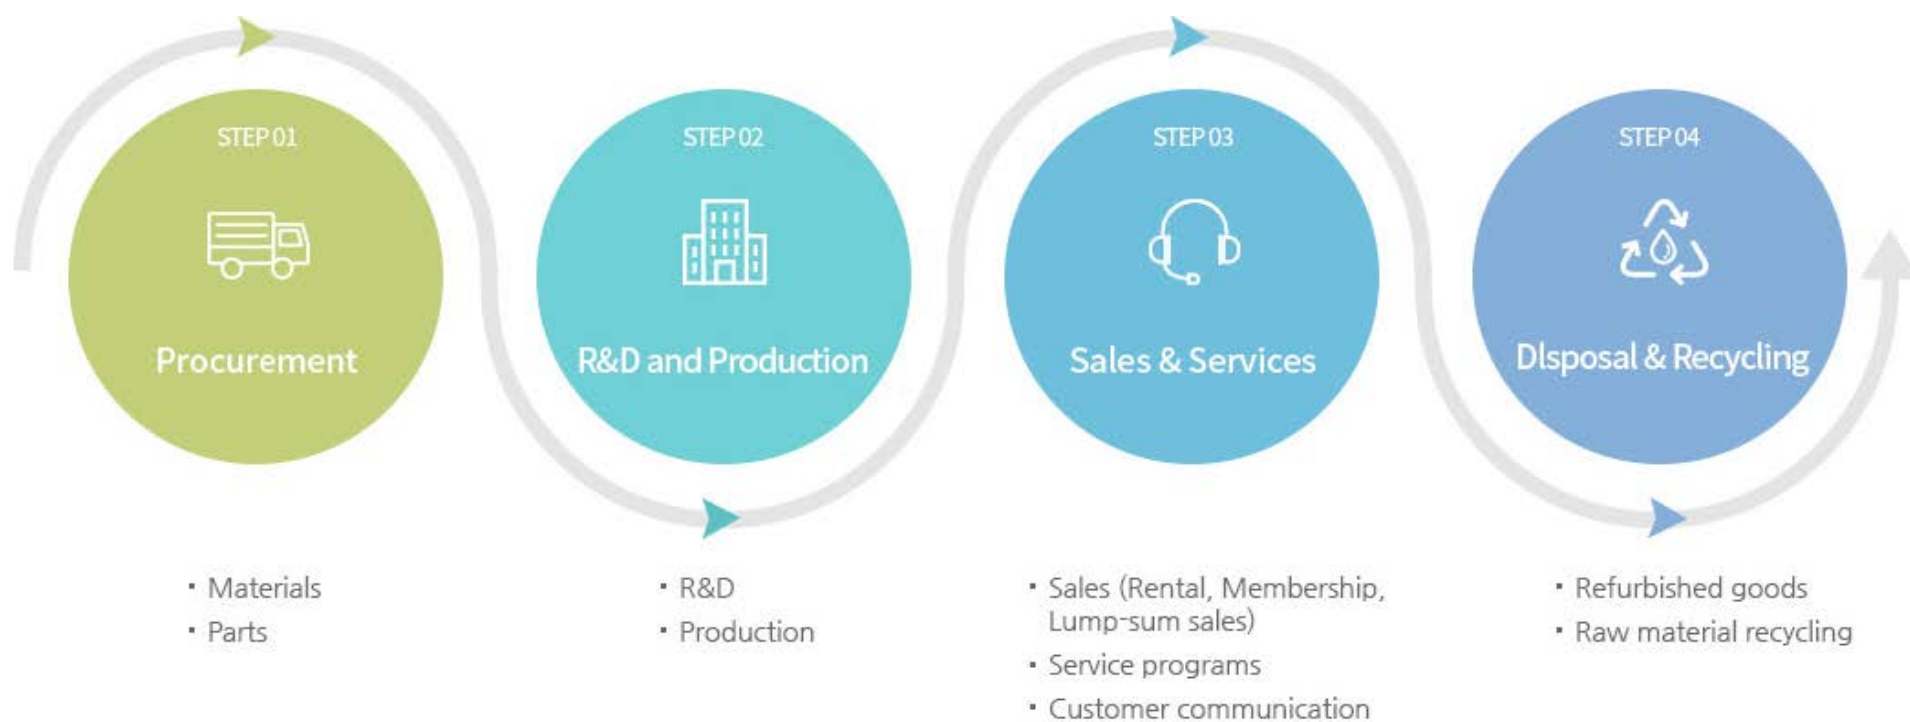 STEP 01
Procurement
· Materials
· Parts
STEP 02
R&D and Production
· R&D
· Production
STEP 03
Sales & Services
· Sales (Rental, Membership,
Lump-sum sales)
· Service programs
· Customer communication
STEP 04
DIsposal & Recycling
· Refurbished goods
· Raw material recycling